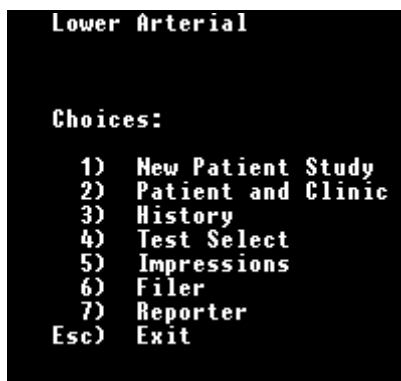 Lower Arterial
Choices:
1) New Patient Study
2) Patient and Clinic
3) History
4) Test Select
5) Impressions
6) Filer
7) Reporter
Esc) Exit